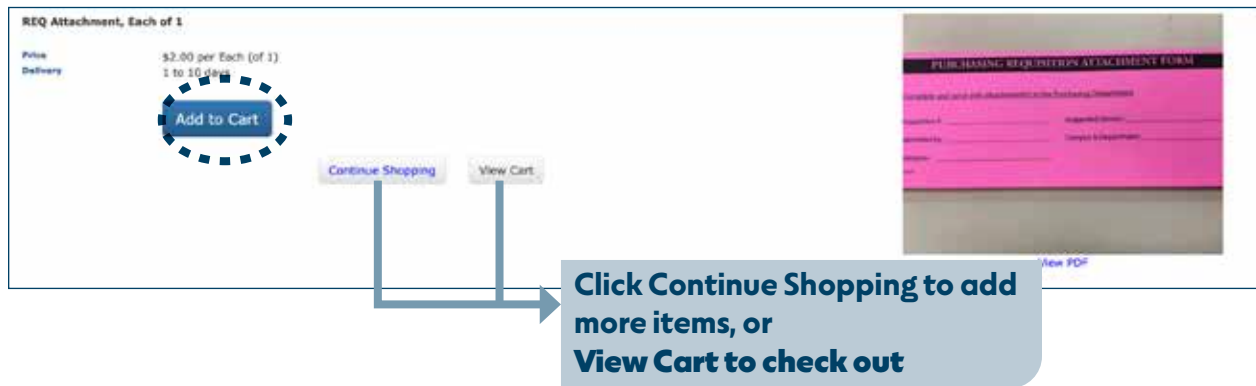 REQ Attachment, Each of 1
Price $2.00 per Each (of 1)
Delivery 1 to 10 days
Add to Cart
Continue Shopping View Cart
PURCHASING REQUISITION ATTACHMENT FORM
View PDF
Click Continue Shopping to add
more items, or
View Cart to check out